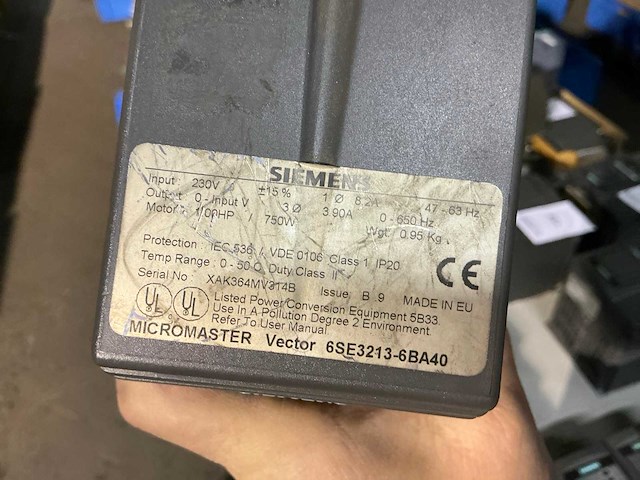 SIEMENS
Input : 230V ±15 % 1 Ø 8.2A 47 - 63 Hz
Output : 0 - Input V 3 Ø 3.90A 0 - 650 Hz
Motor : 1.00HP / 750W Wgt. 0.95 Kg
Protection : IEC 536 / VDE 0106 Class 1 IP20
Temp Range : 0 - 50 C, Duty Class II
Serial No : XAK364MV314B Issue : B 9 MADE IN EU
CE
UL UL Listed Power Conversion Equipment 5B33.
Use In A Pollution Degree 2 Environment.
Refer To User Manual
MICROMASTER Vector 6SE3213-6BA40